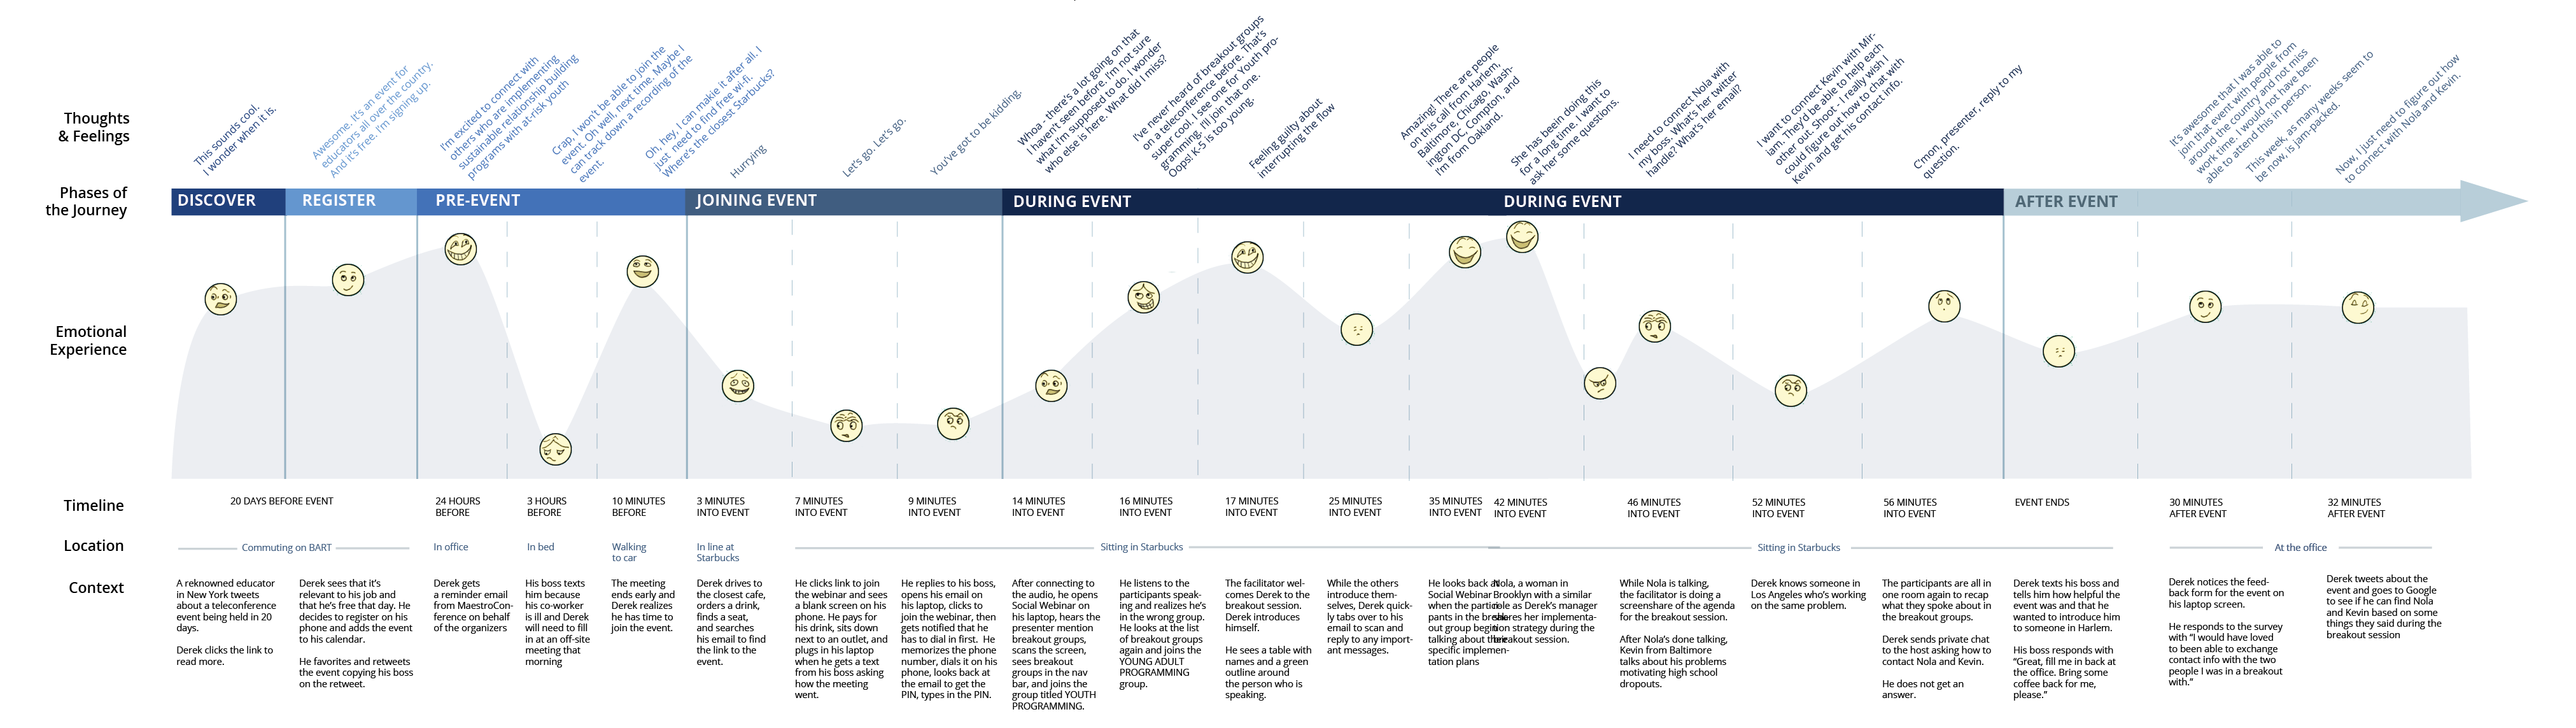 Thoughts
& Feelings
This sounds cool.
I wonder when it is.
Awesome. It's an event for
educators all over the country.
And it's free. I'm signing up.
I'm excited to connect with
others who are implementing
sustainable relationship building
programs with at-risk youth
Crap, I won't be able to join the
event. Oh well, next time. Maybe I
can track down a recording of the
event.
Oh, hey, I can makie it after all. I
just need to find free wi-fi.
Where's the closest Starbucks?
Hurrying
Let's go. Let's go.
You've got to be kidding.
Whoa - there's a lot going on that
I haven't seen before. I'm not sure
what I'm supposed to do. I wonder
who else is here. What did I miss?
I've never heard of breakout groups
on a teleconference before. That's
super cool. I see one for Youth pro-
gramming. I'll join that one.
Oops! K-5 is too young.
Feeling guilty about
interrupting the flow
Amazing! There are people
on this call from Harlem,
Baltimore, Chicago, Wash-
ington DC, Compton, and
I'm from Oakland.
She has been doing this
for a long time. I want to
ask her some questions.
I need to connect Nola with
my boss. What's her twitter
handle? What's her email?
I want to connect Kevin with Mir-
iam. They'd be able to help each
other out. Shoot - I really wish I
could figure out how to chat with
Kevin and get his contact info.
C'mon, presenter, reply to my
question.
It's awesome that I was able to
join that event with people from
around the country and not miss
work time. I would not have been
able to attend this in person.
This week, as many weeks seem to
be now, is jam-packed.
Now, I just need to figure out how
to connect with Nola and Kevin.
Phases of
the Journey
DISCOVER
REGISTER
PRE-EVENT
JOINING EVENT
DURING EVENT
DURING EVENT
AFTER EVENT
Emotional
Experience
Timeline
20 DAYS BEFORE EVENT
24 HOURS
BEFORE
3 HOURS
BEFORE
10 MINUTES
BEFORE
3 MINUTES
INTO EVENT
7 MINUTES
INTO EVENT
9 MINUTES
INTO EVENT
14 MINUTES
INTO EVENT
16 MINUTES
INTO EVENT
17 MINUTES
INTO EVENT
25 MINUTES
INTO EVENT
35 MINUTES
INTO EVENT
42 MINUTES
INTO EVENT
46 MINUTES
INTO EVENT
52 MINUTES
INTO EVENT
56 MINUTES
INTO EVENT
EVENT ENDS
30 MINUTES
AFTER EVENT
32 MINUTES
AFTER EVENT
Location
Commuting on BART
In office
In bed
Walking
to car
In line at
Starbucks
Sitting in Starbucks
Sitting in Starbucks
At the office
Context
A reknowned educator
in New York tweets
about a teleconference
event being held in 20
days.
Derek clicks the link to
read more.
Derek sees that it's
relevant to his job and
that he's free that day. He
decides to register on his
phone and adds the event
to his calendar.
He favorites and retweets
the event copying his boss
on the retweet.
Derek gets
a reminder email
from MaestroCon-
ference on behalf
of the organizers
His boss texts
him because
his co-worker
is ill and Derek
will need to fill
in at an off-site
meeting that
morning
The meeting
ends early and
Derek realizes
he has time to
join the event.
Derek drives to
the closest cafe,
orders a drink,
finds a seat,
and searches
his email to find
the link to the
event.
He clicks link to join
the webinar and sees
a blank screen on his
phone. He pays for
his drink, sits down
next to an outlet, and
plugs in his laptop
when he gets a text
from his boss asking
how the meeting
went.
He replies to his boss,
opens his email on
his laptop, clicks to
join the webinar, then
gets notified that he
has to dial in first. He
memorizes the phone
number, dials it on his
phone, looks back at
the email to get the
PIN, types in the PIN.
After connecting to
the audio, he opens
Social Webinar on
his laptop, hears the
presenter mention
breakout groups,
scans the screen,
sees breakout
groups in the nav
bar, and joins the
group titled YOUTH
PROGRAMMING.
He listens to the
participants speak-
ing and realizes he's
in the wrong group.
He looks at the list
of breakout groups
again and joins the
YOUNG ADULT
PROGRAMMING
group.
The facilitator wel-
comes Derek to the
breakout session.
Derek introduces
himself.
He sees a table with
names and a green
outline around
the person who is
speaking.
While the others
introduce them-
selves, Derek quick-
ly tabs over to his
email to scan and
reply to any import-
ant messages.
He looks back at
Social Webinar
when the partici-
pants in the break-
out group begin
talking about their
specific implemen-
tation plans
Nola, a woman in
Brooklyn with a similar
role as Derek's manager
shares her implementa-
tion strategy during the
breakout session.
While Nola is talking,
the facilitator is doing a
screenshare of the agenda
for the breakout session.
After Nola's done talking,
Kevin from Baltimore
talks about his problems
motivating high school
dropouts.
Derek knows someone in
Los Angeles who's working
on the same problem.
The participants are all in
one room again to recap
what they spoke about in
the breakout groups.
Derek sends private chat
to the host asking how to
contact Nola and Kevin.
He does not get an
answer.
Derek texts his boss and
tells him how helpful the
event was and that he
wanted to introduce him
to someone in Harlem.
His boss responds with
"Great, fill me in back at
the office. Bring some
coffee back for me,
please."
Derek notices the feed-
back form for the event on
his laptop screen.
He responds to the survey
with "I would have loved
to been able to exchange
contact info with the two
people I was in a breakout
with."
Derek tweets about the
event and goes to Google
to see if he can find Nola
and Kevin based on some
things they said during the
breakout session